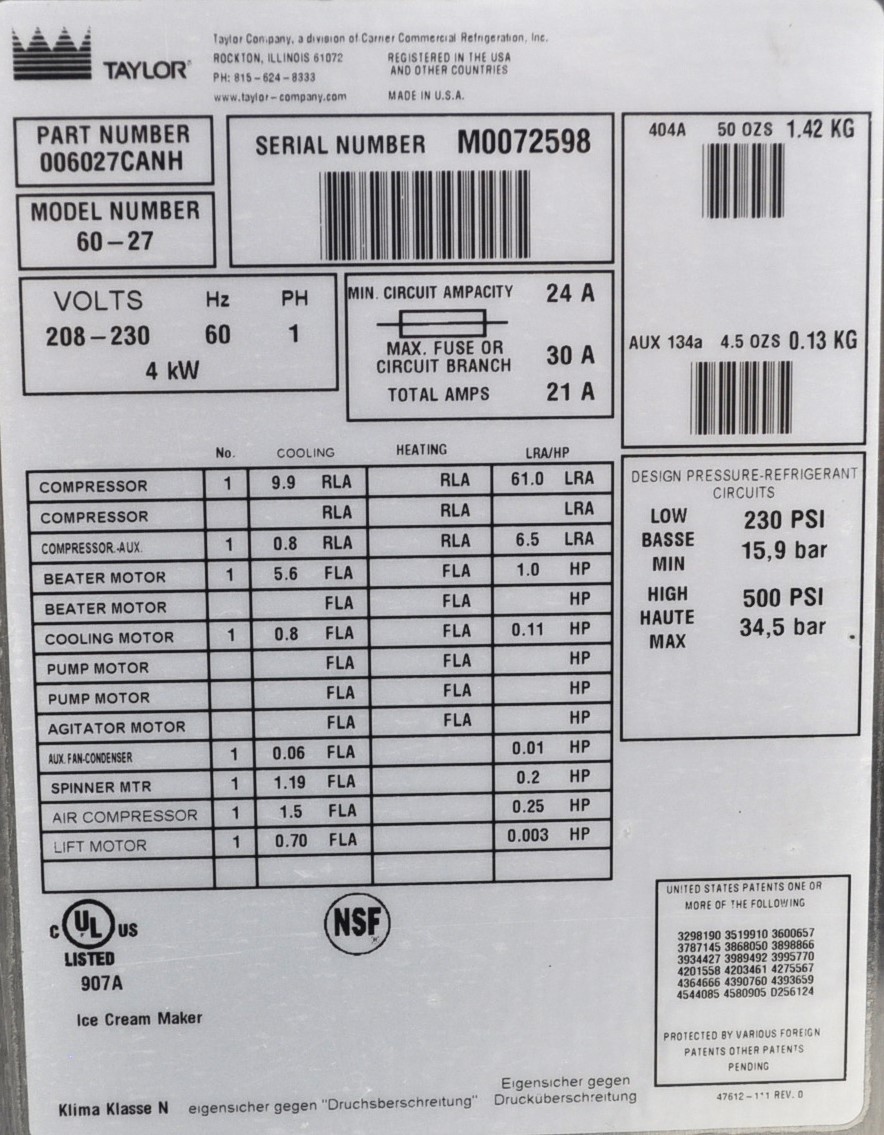 TAYLOR®
Taylor Company, a division of Carrier Commercial Refrigeration, Inc.
ROCKTON, ILLINOIS 61072
PH: 815-624-8333
www.taylor-company.com
REGISTERED IN THE USA
AND OTHER COUNTRIES
MADE IN U.S.A.
PART NUMBER
006027CANH
MODEL NUMBER
60-27
SERIAL NUMBER M0072598
404A 50 OZS 1.42 KG
AUX 134a 4.5 OZS 0.13 KG
VOLTS Hz PH
208-230 60 1
4 kW
MIN. CIRCUIT AMPACITY 24 A
MAX. FUSE OR
CIRCUIT BRANCH 30 A
TOTAL AMPS 21 A
No. COOLING HEATING LRA/HP
COMPRESSOR 1 9.9 RLA RLA 61.0 LRA
COMPRESSOR RLA RLA LRA
COMPRESSOR.-AUX. 1 0.8 RLA RLA 6.5 LRA
BEATER MOTOR 1 5.6 FLA FLA 1.0 HP
BEATER MOTOR FLA FLA HP
COOLING MOTOR 1 0.8 FLA FLA 0.11 HP
PUMP MOTOR FLA FLA HP
PUMP MOTOR FLA FLA HP
AGITATOR MOTOR FLA FLA HP
AUX. FAN-CONDENSER 1 0.06 FLA 0.01 HP
SPINNER MTR 1 1.19 FLA 0.2 HP
AIR COMPRESSOR 1 1.5 FLA 0.25 HP
LIFT MOTOR 1 0.70 FLA 0.003 HP
DESIGN PRESSURE-REFRIGERANT
CIRCUITS
LOW
BASSE
MIN
230 PSI
15,9 bar
HIGH
HAUTE
MAX
500 PSI
34,5 bar
C UL US
LISTED
907A
NSF
Ice Cream Maker
UNITED STATES PATENTS ONE OR
MORE OF THE FOLLOWING
3298190 3519910 3600657
3787145 3868050 3898866
3934427 3989492 3995770
4201558 4203461 4275567
4364666 4390760 4393659
4544085 4580905 D256124
PROTECTED BY VARIOUS FOREIGN
PATENTS OTHER PATENTS
PENDING
Klima Klasse N eigensicher gegen "Druchsberschreitung"
Eigensicher gegen
Drucküberschreitung
REV. D